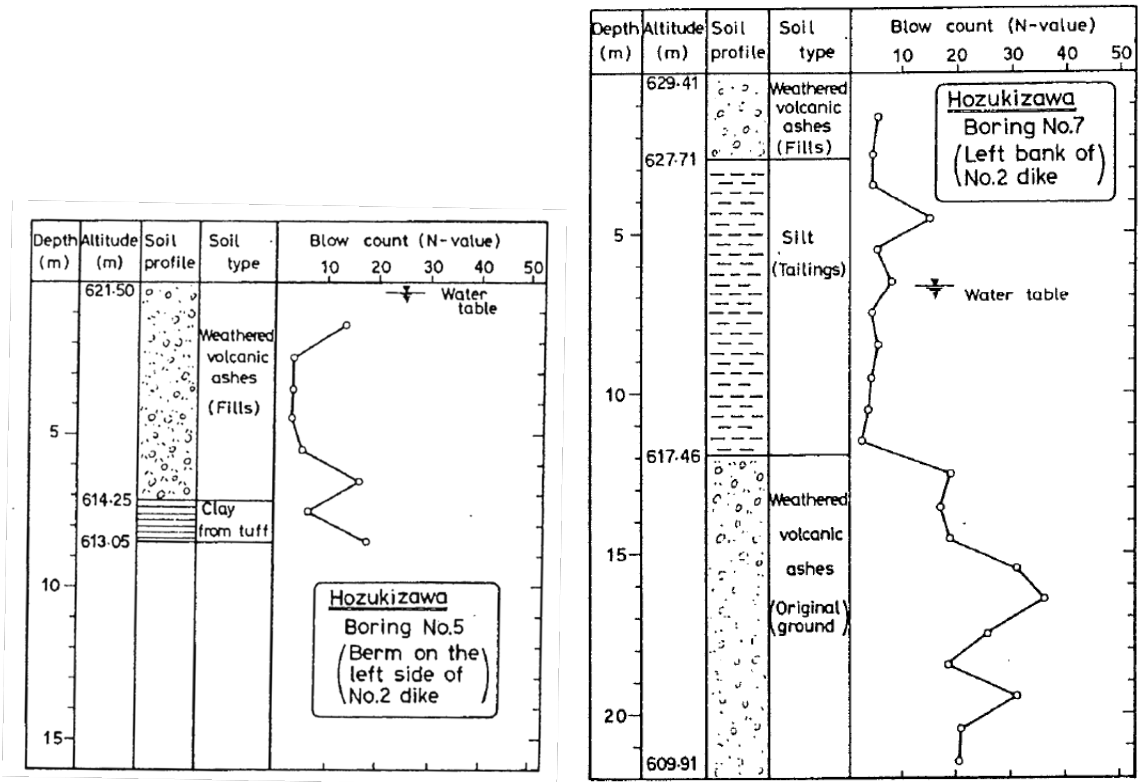 Depth Altitude Soil Soil Blow count (N-value)
(m) (m) profile type 10 20 30 40 50
621.50
Water
table
Weathered
volcanic
ashes
(Fills)
5
614.25
Clay
from tuff
613.05
10
Hozukizawa
Boring No.5
(Berm on the
left side of
No.2 dike)
15
Depth Altitude Soil Soil Blow count (N-value)
(m) (m) profile type 10 20 30 40 50
629.41
Weathered
volcanic
ashes
(Fills)
Hozukizawa
Boring No.7
(Left bank of
No.2 dike)
627.71
5
Silt
(Tailings)
Water table
10
617.46
Weathered
volcanic
ashes
(Original
ground)
15
20
609.91